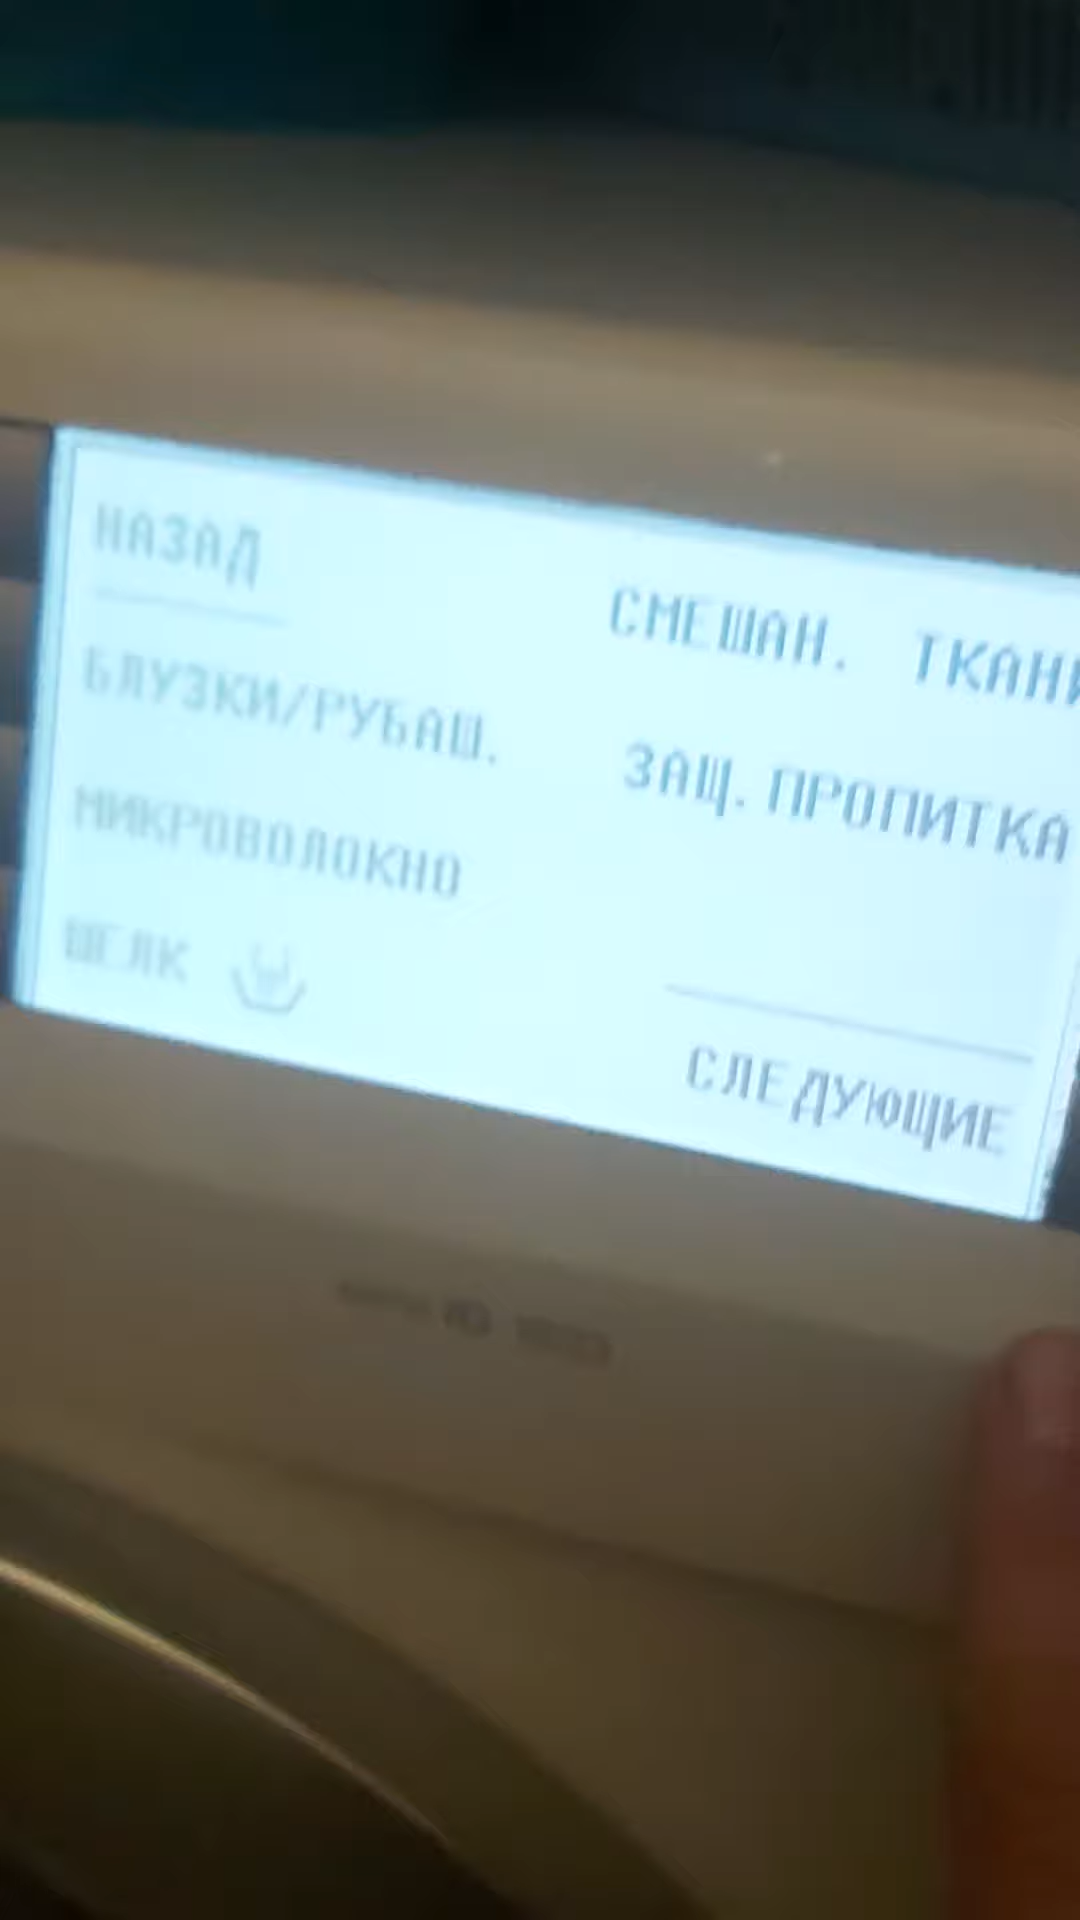 НАЗАД
СМЕШАН. ТКАНИ
БЛУЗКИ/РУБАШ.
ЗАЩ. ПРОПИТКА
МИКРОВОЛОКНО
ШЕЛК
СЛЕДУЮЩИЕ